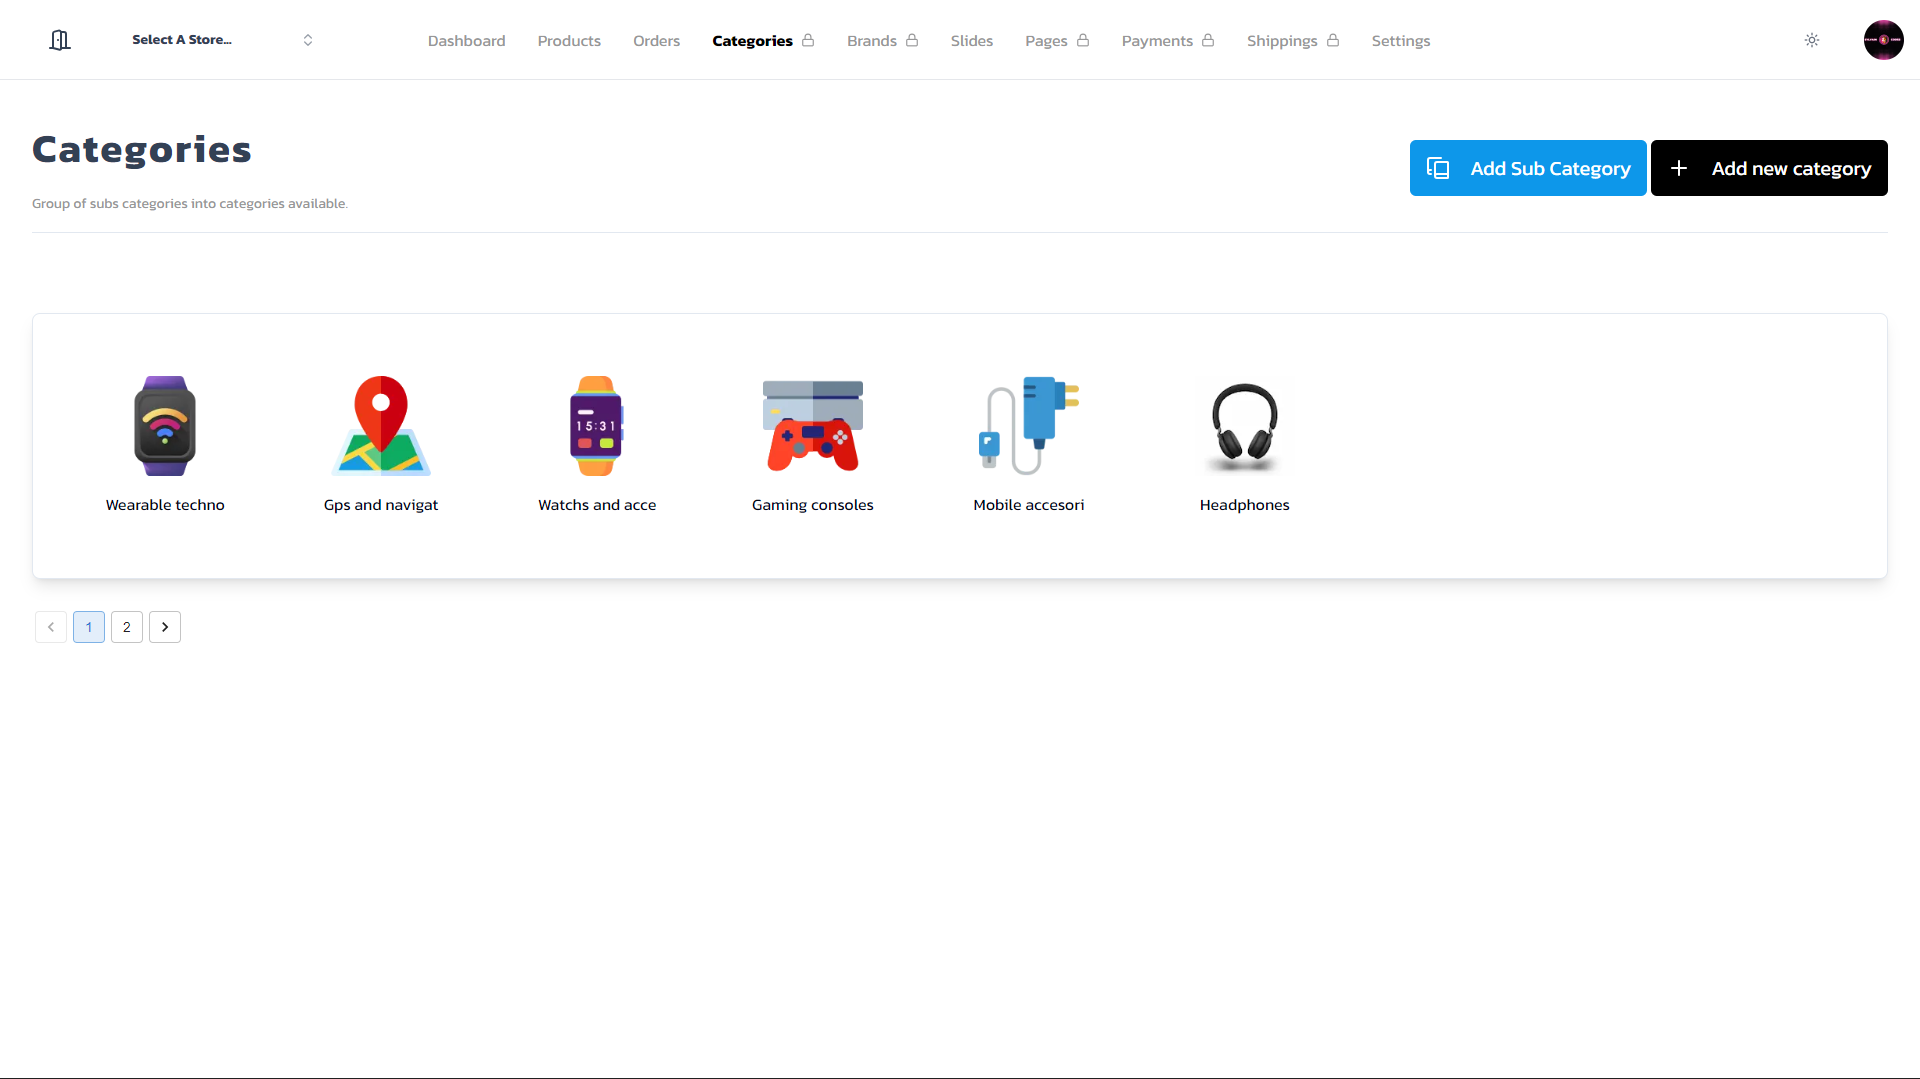 Select A Store...
Dashboard Products Orders Categories Brands Slides Pages Payments Shippings Settings
Categories
Add Sub Category Add new category
Group of subs categories into categories available.
15:31
Wearable techno Gps and navigat Watchs and acce Gaming consoles Mobile accesori Headphones
1 2